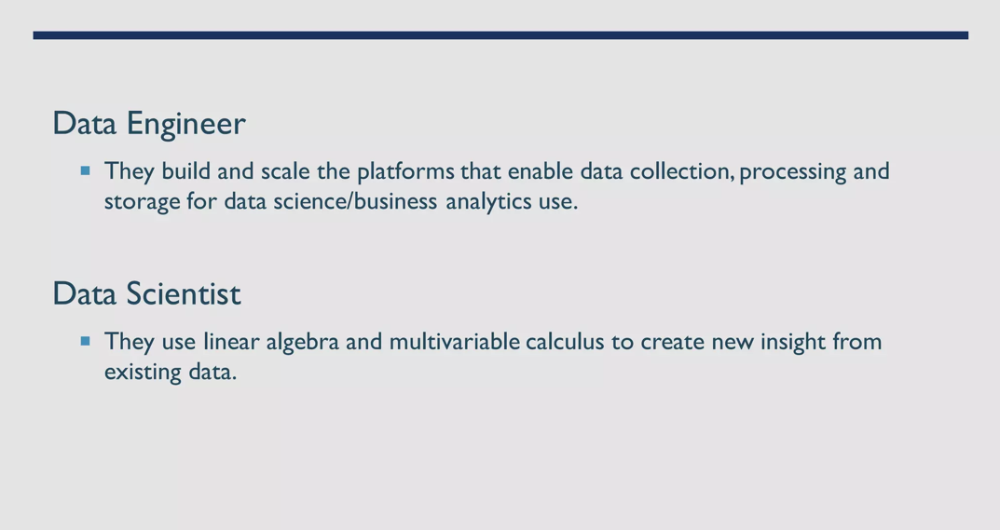 Data Engineer
▪ They build and scale the platforms that enable data collection, processing and
storage for data science/business analytics use.
Data Scientist
▪ They use linear algebra and multivariable calculus to create new insight from
existing data.